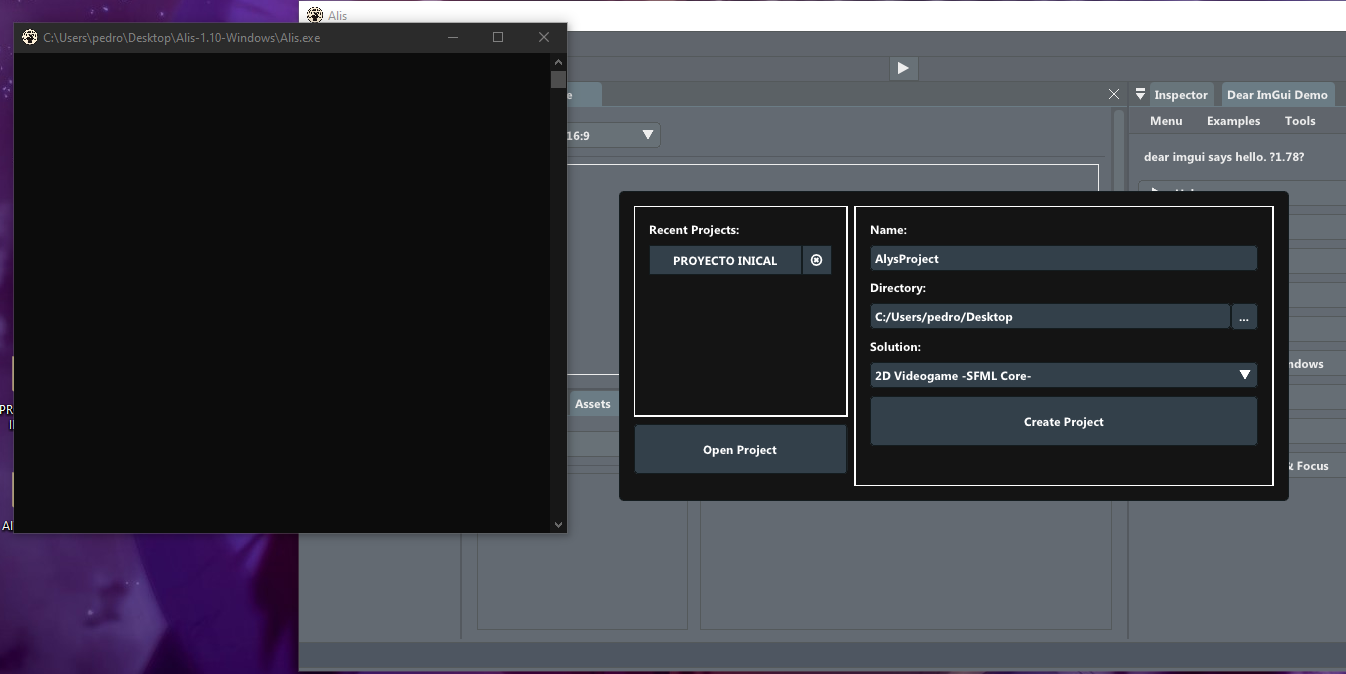 Alis
C:\Users\pedro\Desktop\Alis-1.10-Windows\Alis.exe
Inspector
Dear ImGui Demo
16:9
Menu
Examples
Tools
dear imgui says hello. ?1.78?
Recent Projects:
PROYECTO INICAL
Open Project
Name:
AlysProject
Directory:
C:/Users/pedro/Desktop
...
Solution:
2D Videogame -SFML Core-
Create Project
Assets
ndows
& Focus
PR
Al